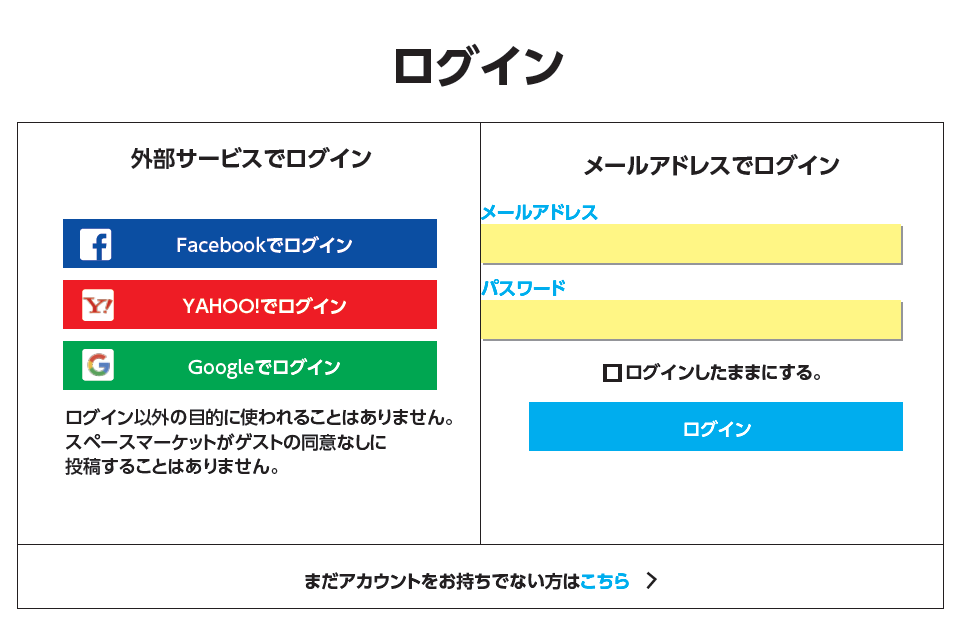 ログイン
外部サービスでログイン
Facebookでログイン
Y!
YAHOO!でログイン
G
Googleでログイン
ログイン以外の目的に使われることはありません。
スペースマーケットがゲストの同意なしに
投稿することはありません。
メールアドレスでログイン
メールアドレス
パスワード
ログインしたままにする。
ログイン
まだアカウントをお持ちでない方はこちら